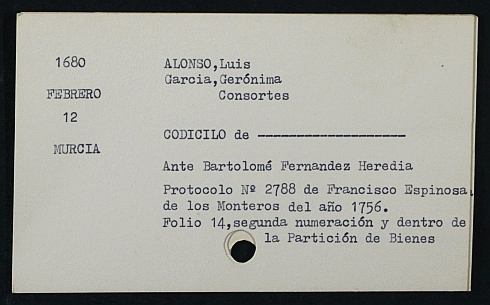 1680
FEBRERO
12
MURCIA
ALONSO,Luis
Garcia,Gerónima
Consortes
CODICILO de -------------------
Ante Bartolomé Fernandez Heredia
Protocolo Nº 2788 de Francisco Espinosa
de los Monteros del año 1756.
Folio 14,segunda numeración y dentro de
la Partición de Bienes